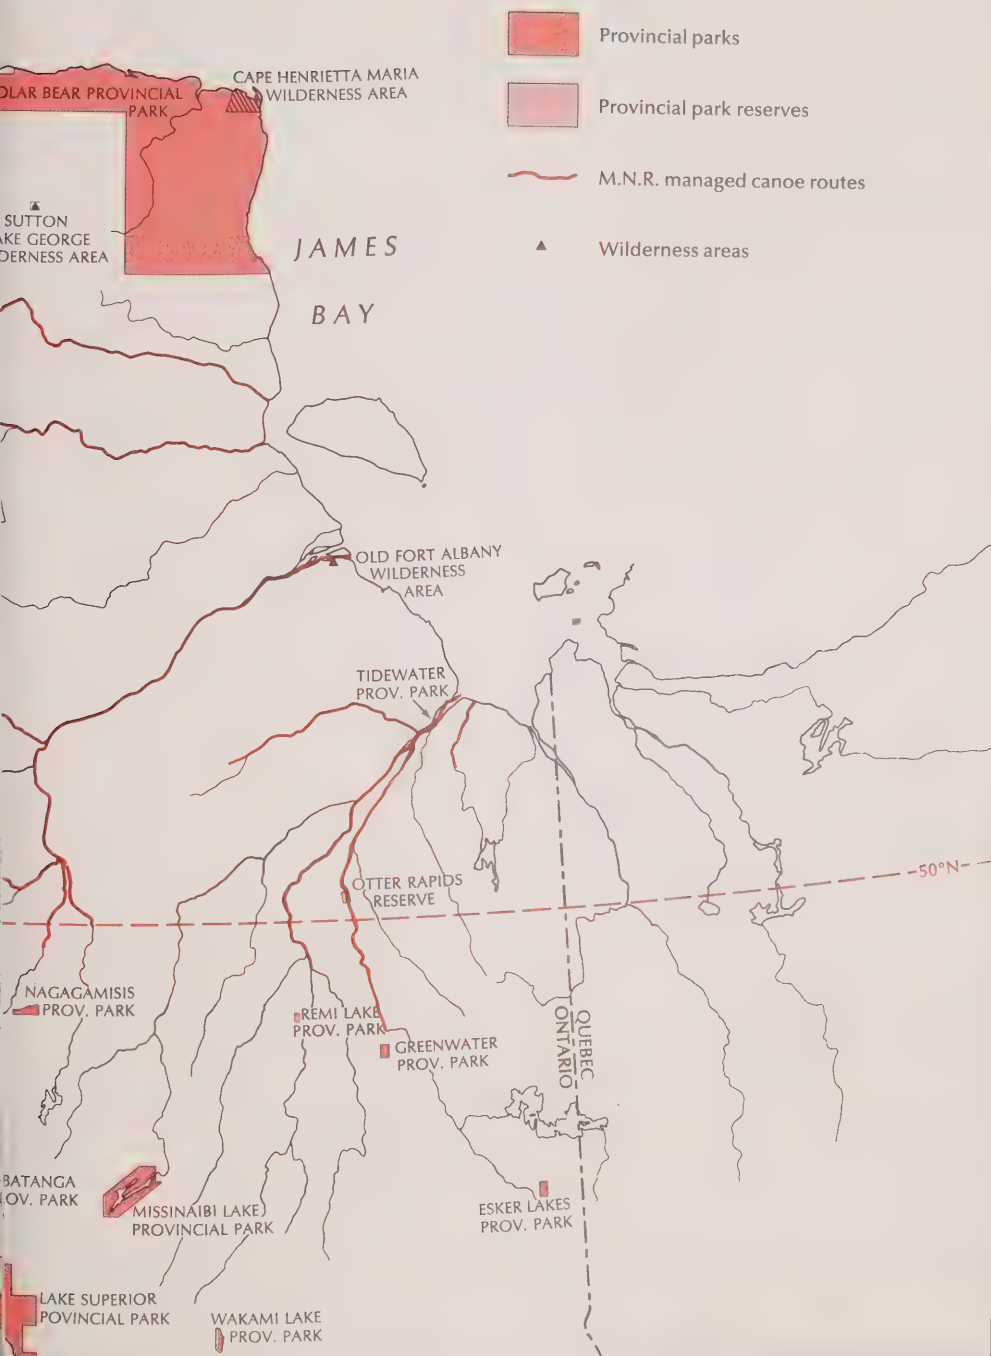 Provincial parks
CAPE HENRIETTA MARIA
WILDERNESS AREA
OLAR BEAR PROVINCIAL
PARK
Provincial park reserves
M.N.R. managed canoe routes
SUTTON
AKE GEORGE
DERNESS AREA
JAMES
BAY
Wilderness areas
OLD FORT ALBANY
WILDERNESS
AREA
TIDEWATER
PROV. PARK
50°N
OTTER RAPIDS
RESERVE
NAGAGAMISIS
PROV. PARK
REMI LAKE
PROV. PARK
GREENWATER
PROV. PARK
QUEBEC
ONTARIO
BATANGA
OV. PARK
MISSINAIBI LAKE
PROVINCIAL PARK
ESKER LAKES
PROV. PARK
LAKE SUPERIOR
POVINCIAL PARK
WAKAMI LAKE
PROV. PARK